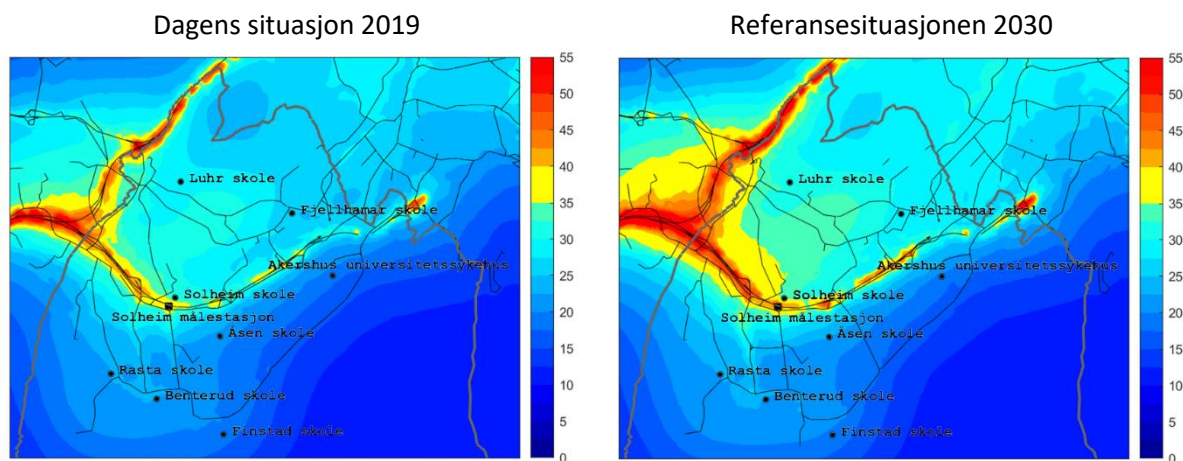 Dagens situasjon 2019
Referansesituasjonen 2030
55
50
45
40
35
30
25
20
15
10
5
0
Luhr skole
Fjellhamar skole
Akershus universitetssykehus
Solheim skole
Solheim målestasjon
Åsen skole
Rasta skole
Benterud skole
Finstad skole
55
50
45
40
35
30
25
20
15
10
5
0
Luhr skole
Fjellhamar skole
Akershus universitetssykehus
Solheim skole
Solheim målestasjon
Åsen skole
Rasta skole
Benterud skole
Finstad skole